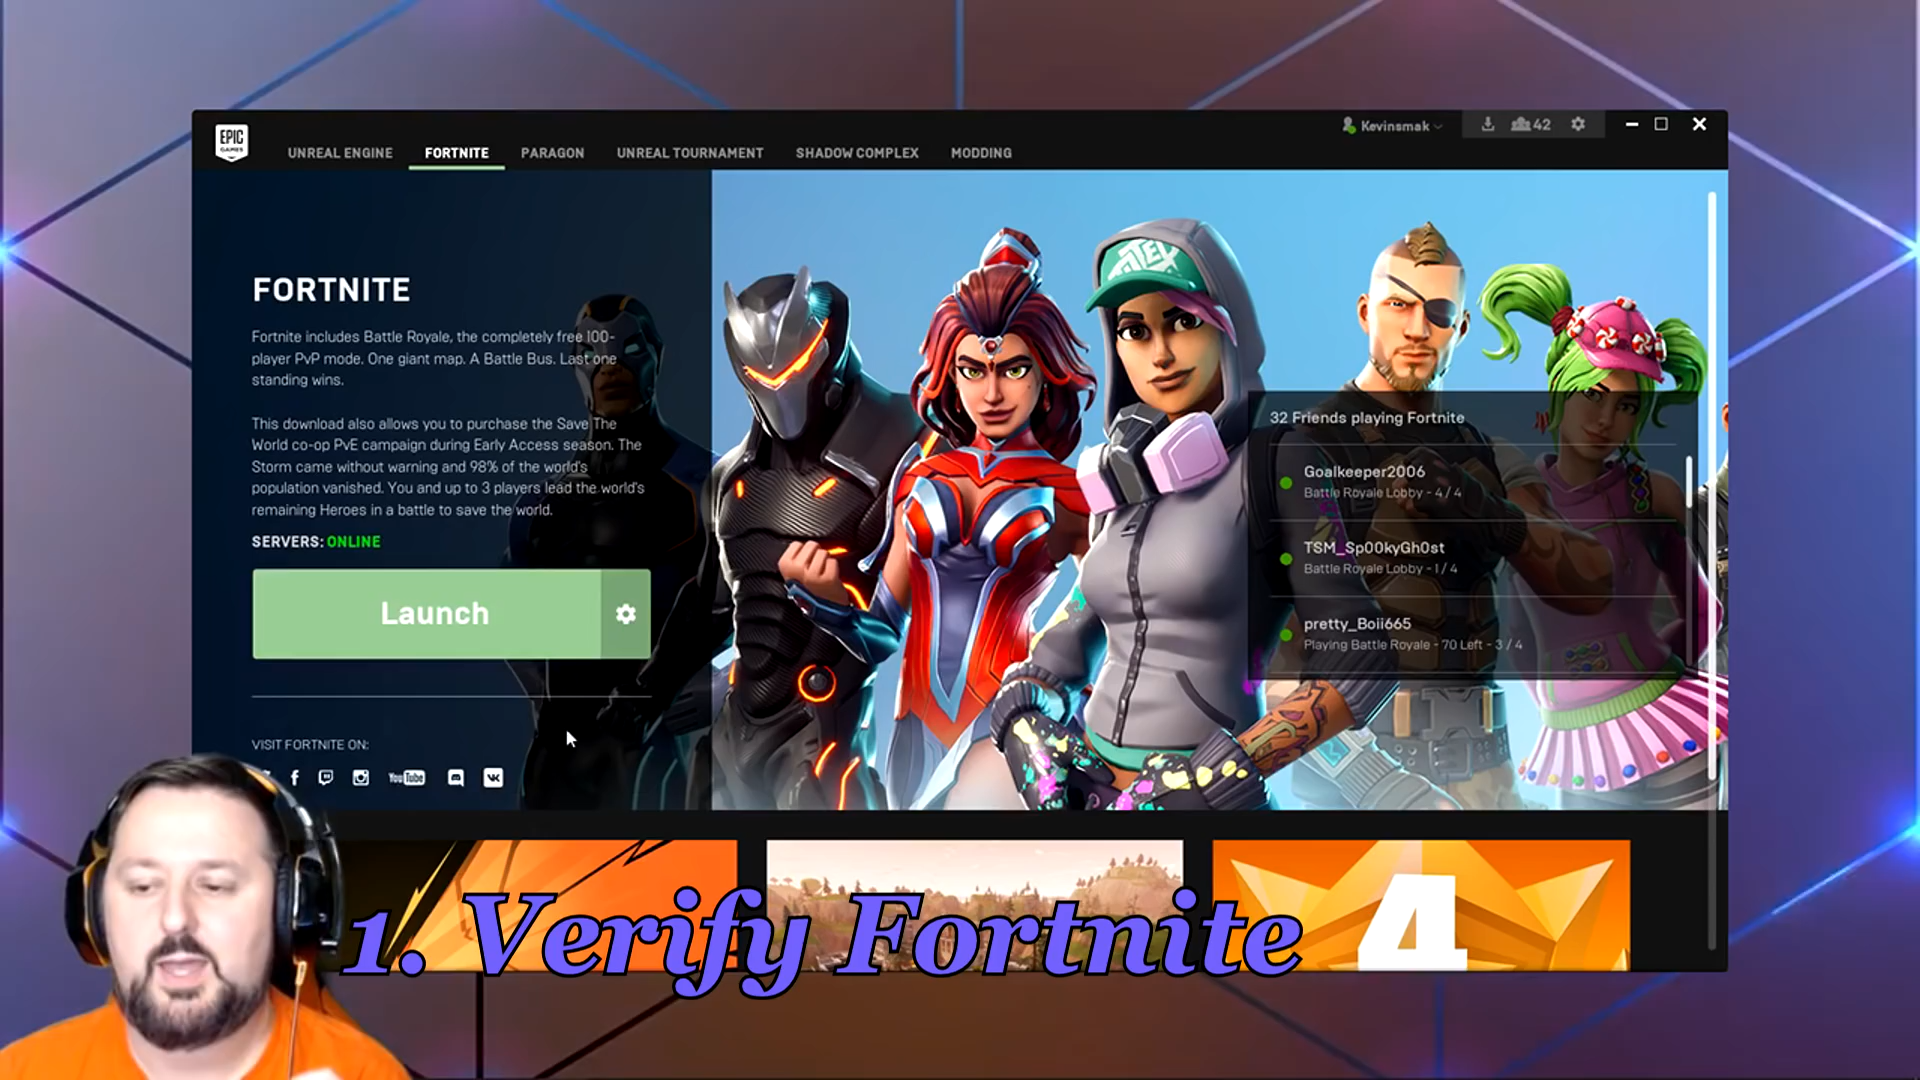 EPIC
GAMES
Kevinsmak
42
UNREAL ENGINE
FORTNITE
PARAGON
UNREAL TOURNAMENT
SHADOW COMPLEX
MODDING
FORTNITE
Fortnite includes Battle Royale, the completely free 100-
player PvP mode. One giant map. A Battle Bus. Last one
standing wins.
This download also allows you to purchase the Save The
World co-op PvE campaign during Early Access season. The
Storm came without warning and 98% of the world's
population vanished. You and up to 3 players lead the world's
remaining Heroes in a battle to save the world.
SERVERS: ONLINE
Launch
32 Friends playing Fortnite
Goalkeeper2006
Battle Royale Lobby - 4 / 4
TSM_Sp00kyGh0st
Battle Royale Lobby - 1 / 4
pretty_Boii665
Playing Battle Royale - 70 Left - 3 / 4
VISIT FORTNITE ON:
YouTube
4
1. Verify Fortnite